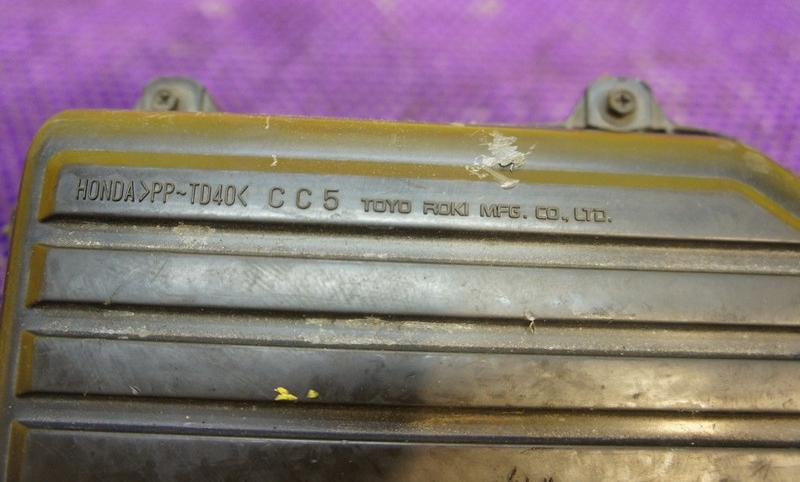 HONDA>PP~TD40< CC5 TOYO ROKI MFG. CO., LTD.